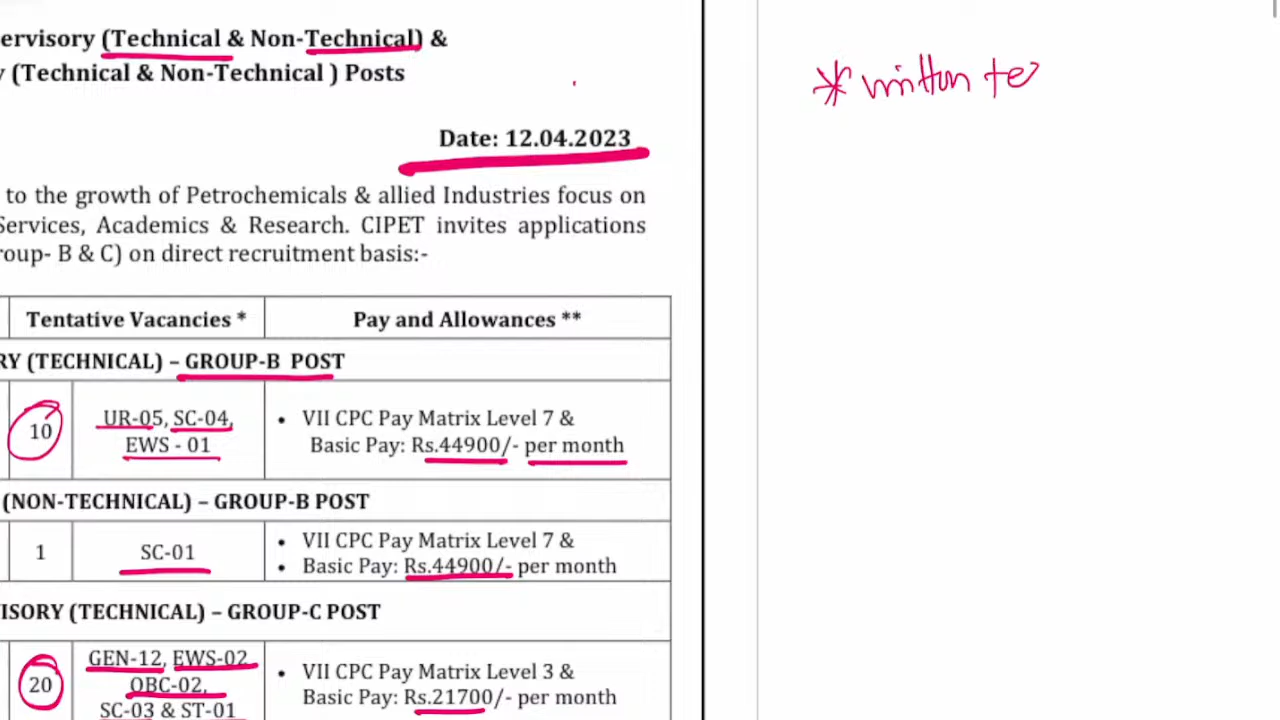 ervisory (Technical & Non-Technical) &
y (Technical & Non-Technical ) Posts
* written te
Date: 12.04.2023
to the growth of Petrochemicals & allied Industries focus on
Services, Academics & Research. CIPET invites applications
roup- B & C) on direct recruitment basis:-
Tentative Vacancies * Pay and Allowances **
RY (TECHNICAL) – GROUP-B POST
10 UR-05, SC-04, EWS - 01 • VII CPC Pay Matrix Level 7 &
Basic Pay: Rs.44900/- per month
(NON-TECHNICAL) – GROUP-B POST
1 SC-01 • VII CPC Pay Matrix Level 7 &
• Basic Pay: Rs.44900/- per month
VISORY (TECHNICAL) – GROUP-C POST
20 GEN-12, EWS-02 OBC-02, SC-03 & ST-01 • VII CPC Pay Matrix Level 3 &
Basic Pay: Rs.21700/- per month